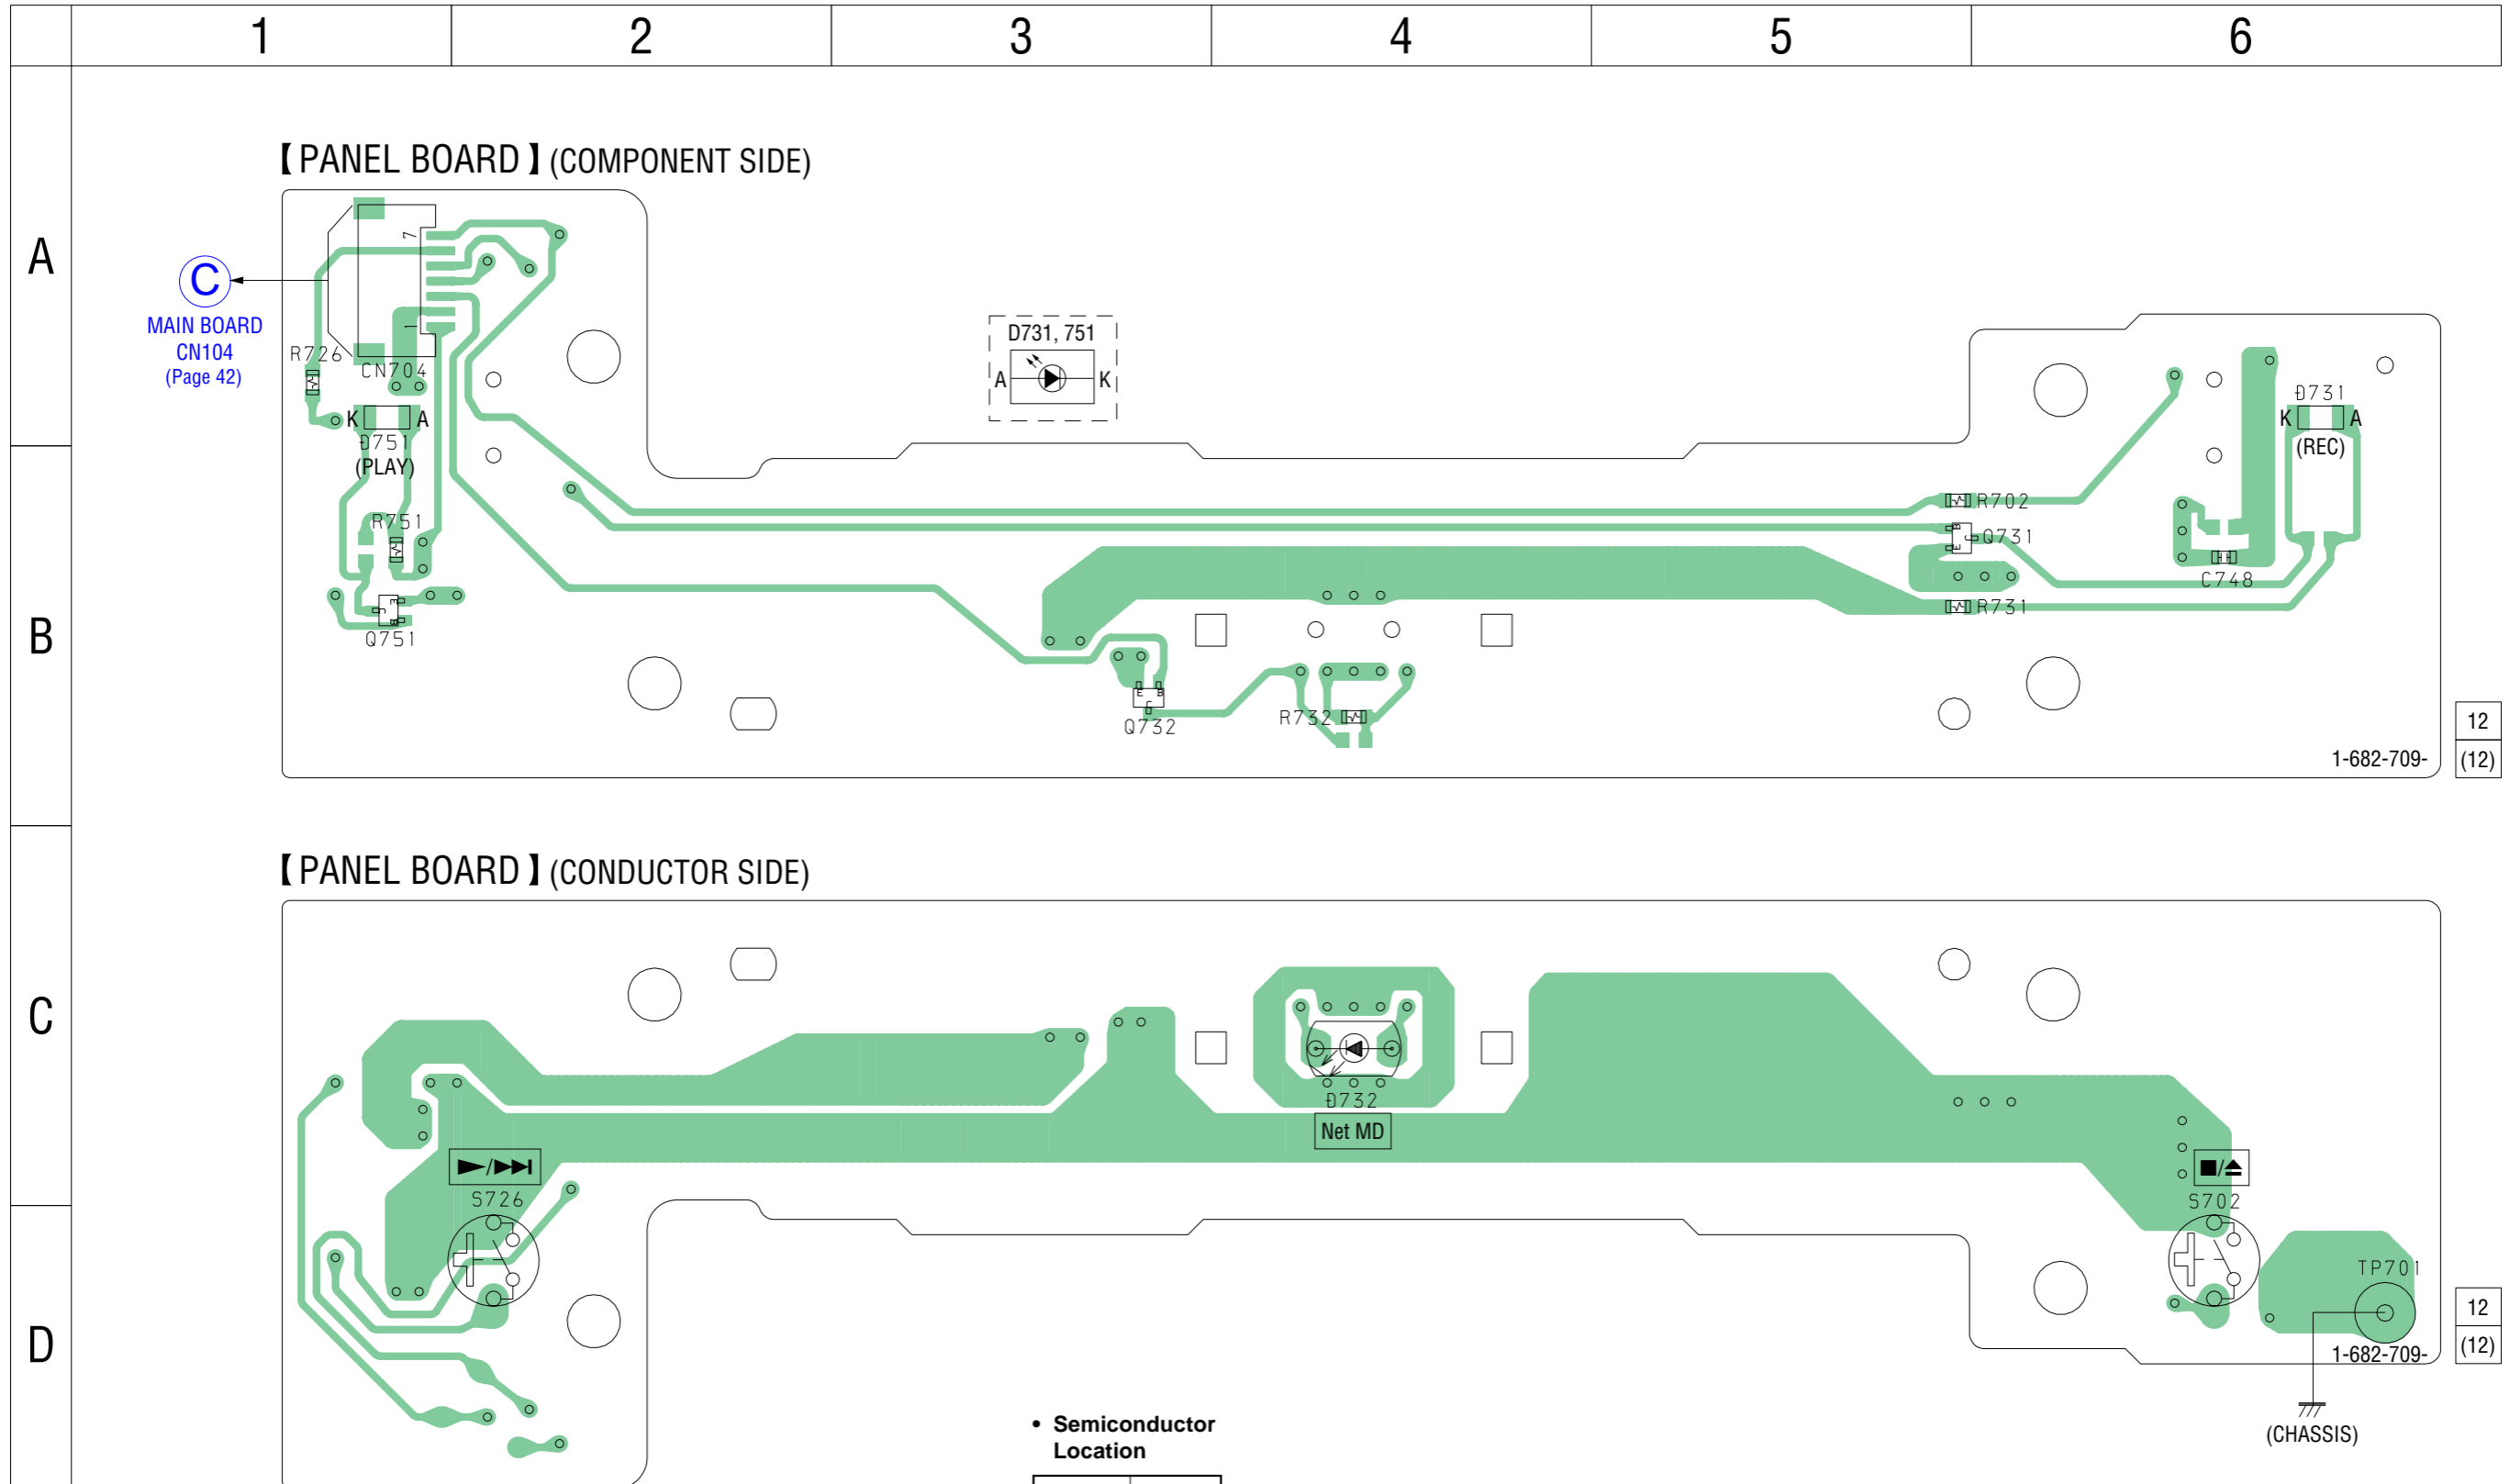 1 2 3 4 5 6
A
B
C
D
【PANEL BOARD】(COMPONENT SIDE)
7
1
C
MAIN BOARD
CN104
(Page 42)
R726
CN704
K A
D751
(PLAY)
R751
E
C
B
Q751
D731, 751
A K
D731
K A
(REC)
R702
B
C
E
Q731
R731
C748
E B
C
Q732
R732
1-682-709-
12
(12)
【PANEL BOARD】(CONDUCTOR SIDE)
D732
Net MD
►/►►|
S726
■/⏏
S702
TP701
1-682-709-
12
(12)
(CHASSIS)
• Semiconductor
Location